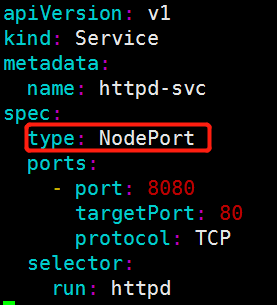 apiVersion: v1
kind: Service
metadata:
  name: httpd-svc
spec:
  type: NodePort
  ports:
    - port: 8080
      targetPort: 80
      protocol: TCP
  selector:
    run: httpd